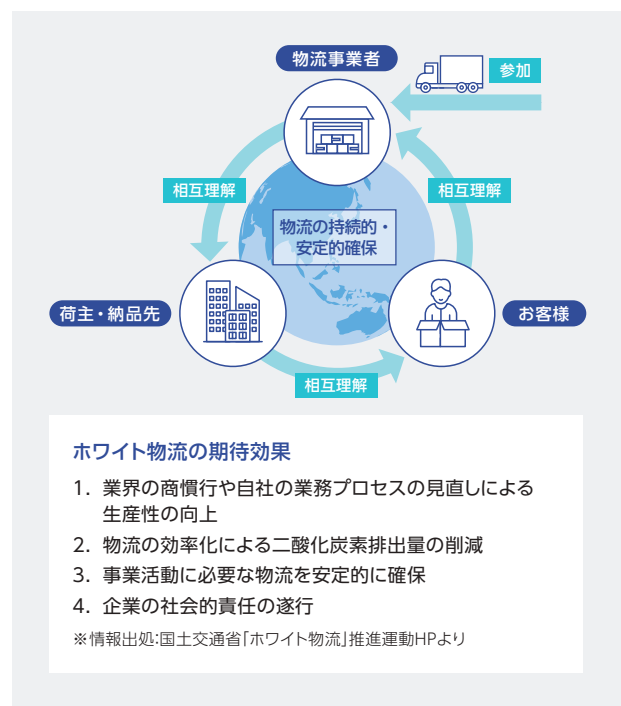 物流事業者
参加
相互理解
相互理解
物流の持続的・
安定的確保
荷主・納品先
お客様
相互理解
ホワイト物流の期待効果
1. 業界の商慣行や自社の業務プロセスの見直しによる
生産性の向上
2. 物流の効率化による二酸化炭素排出量の削減
3. 事業活動に必要な物流を安定的に確保
4. 企業の社会的責任の遂行
※情報出処:国土交通省「ホワイト物流」推進運動HPより